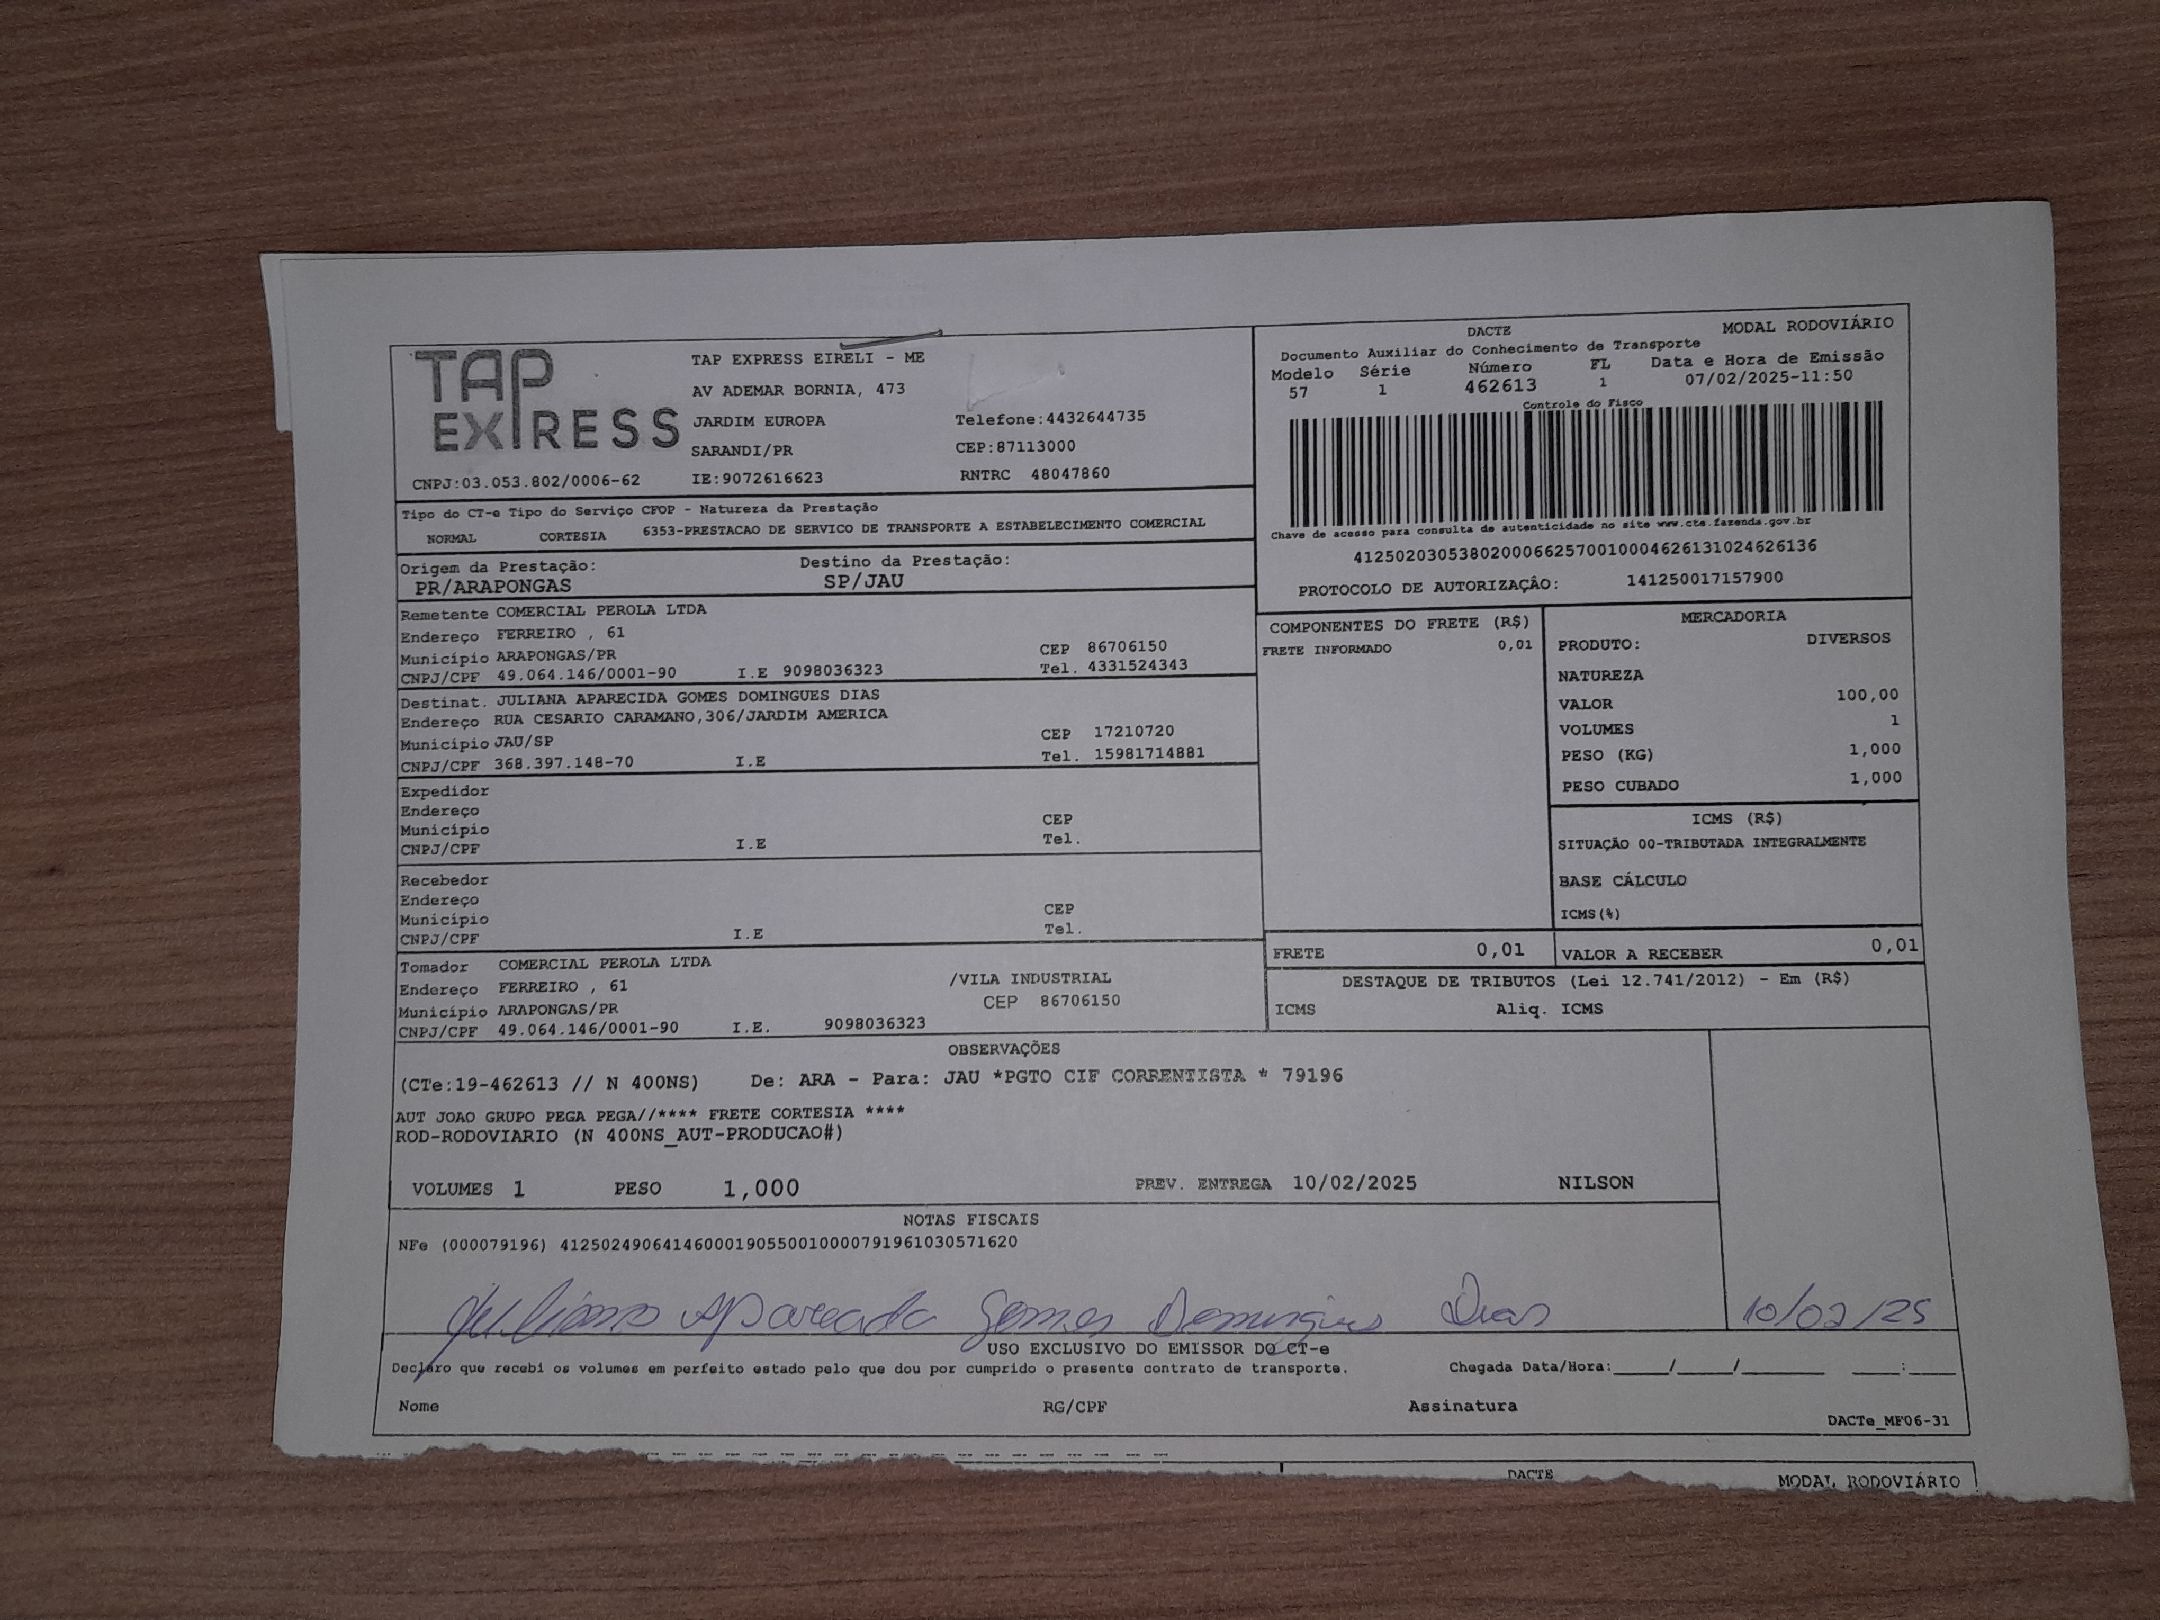 TAP
EXPRESS
TAP EXPRESS EIRELI - ME
AV ADEMAR BORNIA, 473
JARDIM EUROPA Telefone:4432644735
SARANDI/PR CEP:87113000
CNPJ:03.053.802/0006-62 IE:9072616623 RNTRC 48047860
DACTE MODAL RODOVIÁRIO
Documento Auxiliar do Conhecimento de Transporte
Modelo Série Número FL Data e Hora de Emissão
57 1 462613 1 07/02/2025-11:50
Controle do Fisco
Chave de acesso para consulta de autenticidade no site www.cte.fazenda.gov.br
41250203053802000662570010004626131024626136
PROTOCOLO DE AUTORIZAÇÃO: 141250017157900
Tipo do CT-e Tipo do Serviço CFOP - Natureza da Prestação
NORMAL CORTESIA 6353-PRESTACAO DE SERVICO DE TRANSPORTE A ESTABELECIMENTO COMERCIAL
Origem da Prestação: Destino da Prestação:
PR/ARAPONGAS SP/JAU
Remetente COMERCIAL PEROLA LTDA
Endereço FERREIRO , 61
Município ARAPONGAS/PR CEP 86706150
CNPJ/CPF 49.064.146/0001-90 I.E 9098036323 Tel. 4331524343
Destinat. JULIANA APARECIDA GOMES DOMINGUES DIAS
Endereço RUA CESARIO CARAMANO,306/JARDIM AMERICA
Município JAU/SP CEP 17210720
CNPJ/CPF 368.397.148-70 I.E Tel. 15981714881
Expedidor
Endereço
Município CEP
CNPJ/CPF I.E Tel.
Recebedor
Endereço
Município CEP
CNPJ/CPF I.E Tel.
Tomador COMERCIAL PEROLA LTDA
Endereço FERREIRO , 61 /VILA INDUSTRIAL
Município ARAPONGAS/PR CEP 86706150
CNPJ/CPF 49.064.146/0001-90 I.E. 9098036323
COMPONENTES DO FRETE (R$)
FRETE INFORMADO 0,01
MERCADORIA
PRODUTO: DIVERSOS
NATUREZA
VALOR 100,00
VOLUMES 1
PESO (KG) 1,000
PESO CUBADO 1,000
ICMS (R$)
SITUAÇÃO 00-TRIBUTADA INTEGRALMENTE
BASE CÁLCULO
ICMS(%)
FRETE 0,01 VALOR A RECEBER 0,01
DESTAQUE DE TRIBUTOS (Lei 12.741/2012) - Em (R$)
ICMS Aliq. ICMS
OBSERVAÇÕES
(CTe:19-462613 // N 400NS) De: ARA - Para: JAU *PGTO CIF CORRENTISTA * 79196
AUT JOAO GRUPO PEGA PEGA//**** FRETE CORTESIA ****
ROD-RODOVIARIO (N 400NS_AUT-PRODUCAO#)
VOLUMES 1 PESO 1,000 PREV. ENTREGA 10/02/2025 NILSON
NOTAS FISCAIS
NFe (000079196) 41250249064146000190550010000791961030571620
Juliana Aparecida Gomes Domingues Dias 10/02/25
USO EXCLUSIVO DO EMISSOR DO CT-e
Declaro que recebi os volumes em perfeito estado pelo que dou por cumprido o presente contrato de transporte. Chegada Data/Hora:____/____/______ ____:____
Nome RG/CPF Assinatura
DACTe_MF06-31
DACTE MODAL RODOVIÁRIO